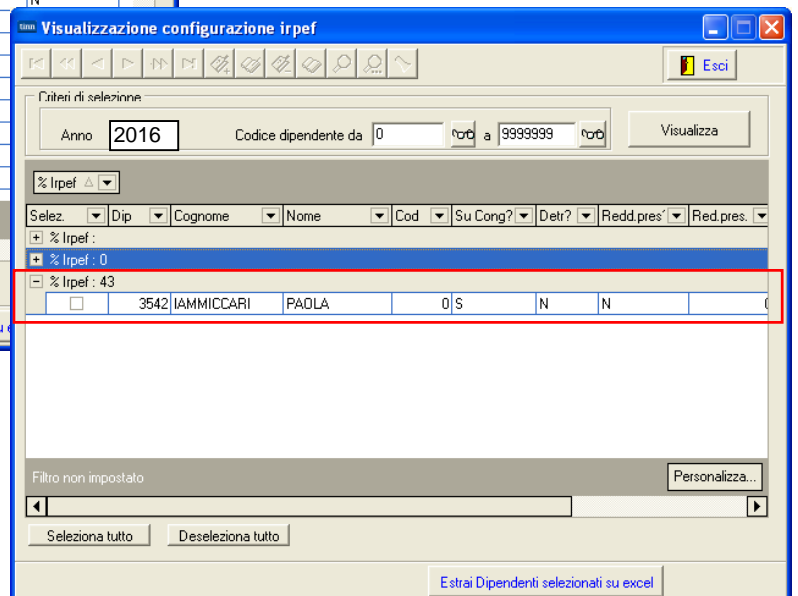 N
tinn Visualizzazione configurazione irpef
Esci
Criteri di selezione
Anno 2016 Codice dipendente da 0 a 9999999 Visualizza
% Irpef
Selez. Dip Cognome Nome Cod Su Cong? Detr? Redd.pres' Red.pres.
% Irpef :
% Irpef : 0
% Irpef : 43
3542 IAMMICCARI PAOLA 0 S N N
Filtro non impostato Personalizza...
Seleziona tutto Deseleziona tutto
Estrai Dipendenti selezionati su excel